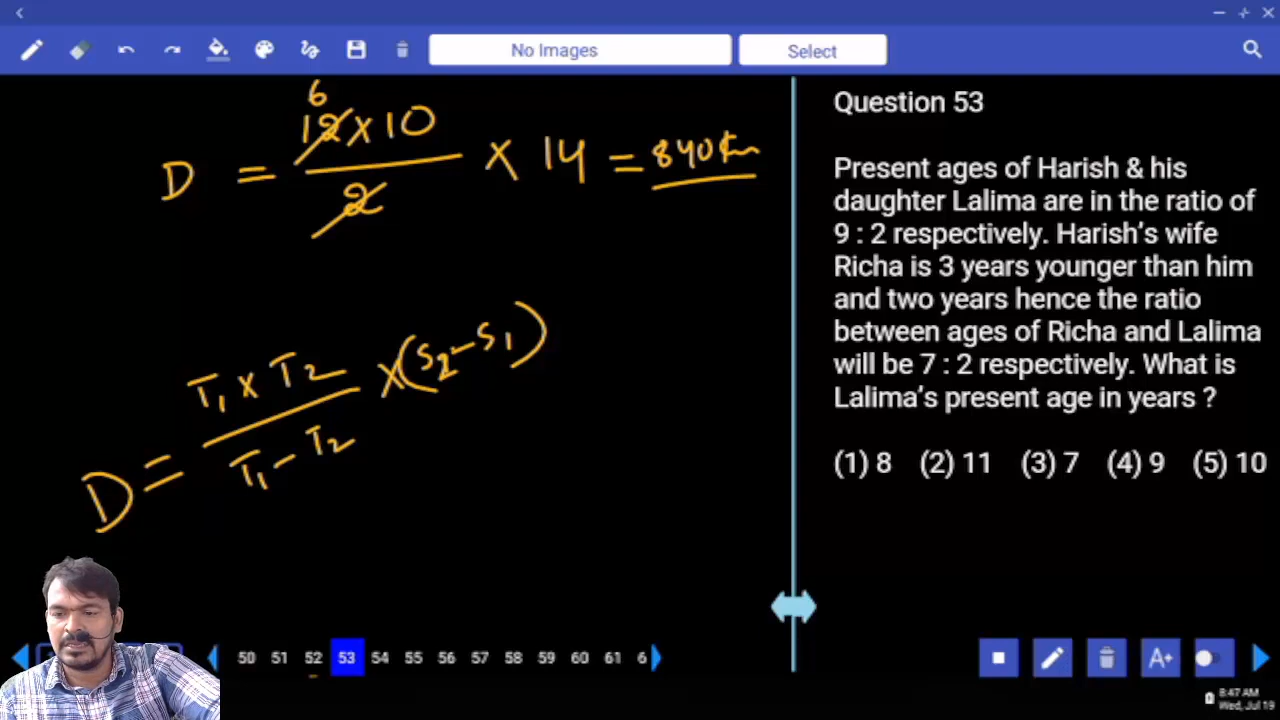 No Images
Select
6
12 × 10
D = ——— × 14 = 840 km
2
T₁ × T₂
D = ——— × (S₂ – S₁)
T₁ – T₂
Question 53
Present ages of Harish & his
daughter Lalima are in the ratio of
9 : 2 respectively. Harish's wife
Richa is 3 years younger than him
and two years hence the ratio
between ages of Richa and Lalima
will be 7 : 2 respectively. What is
Lalima's present age in years ?
(1) 8 (2) 11 (3) 7 (4) 9 (5) 10
50 51 52 53 54 55 56 57 58 59 60 61 6
A+
8:47 AM
Wed, Jul 19